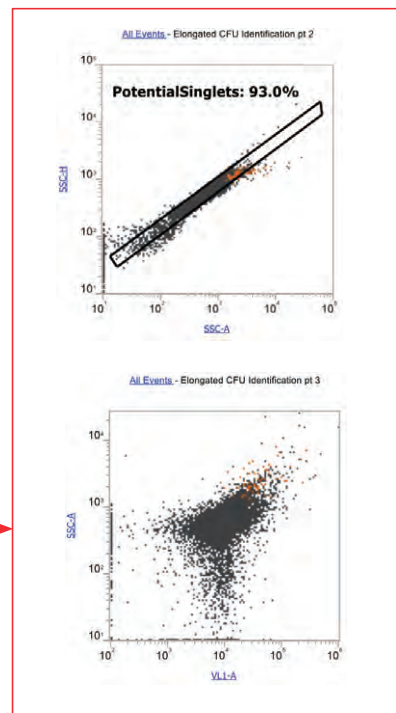 All Events - Elongated CFU Identification pt 2
PotentialSinglets: 93.0%
SSC-H
10⁵
10⁴
10³
10²
10¹
10¹ 10² 10³ 10⁴ 10⁵
SSC-A
All Events - Elongated CFU Identification pt 3
SSC-A
10⁴
10³
10²
10¹
10² 10³ 10⁴ 10⁵ 10⁶
VL1-A